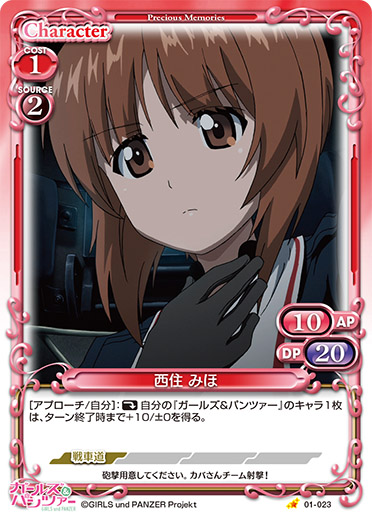 Precious Memories
Character
COST
1
SOURCE
2
10 AP
DP 20
西住 みほ
[アプローチ/自分]: 自分の『ガールズ&パンツァー』のキャラ1枚
は、ターン終了時まで+10/±0を得る。
戦車道
砲撃用意してください。カバさんチーム射撃!
ガールズ&パンツァー
GIRLS und PANZER
©GIRLS und PANZER Projekt
01-023